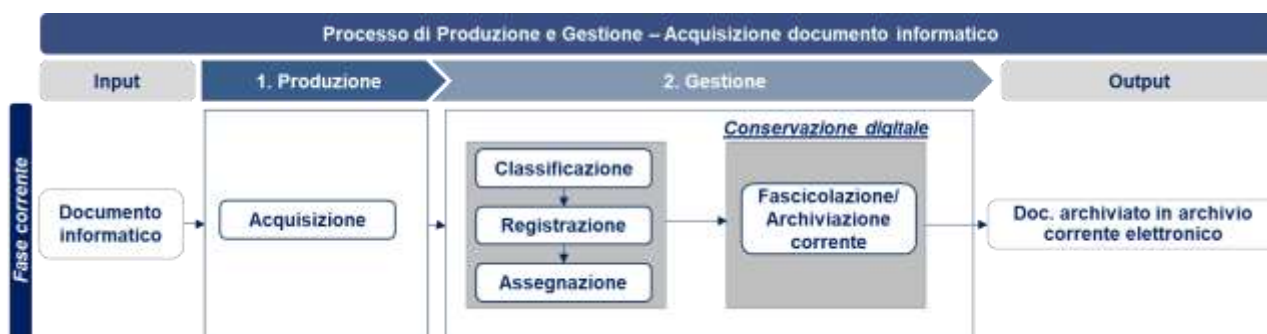 Processo di Produzione e Gestione – Acquisizione documento informatico
Input
1. Produzione
2. Gestione
Output
Fase corrente
Documento
informatico
Acquisizione
Classificazione
Registrazione
Assegnazione
Conservazione digitale
Fascicolazione/
Archiviazione
corrente
Doc. archiviato in archivio
corrente elettronico